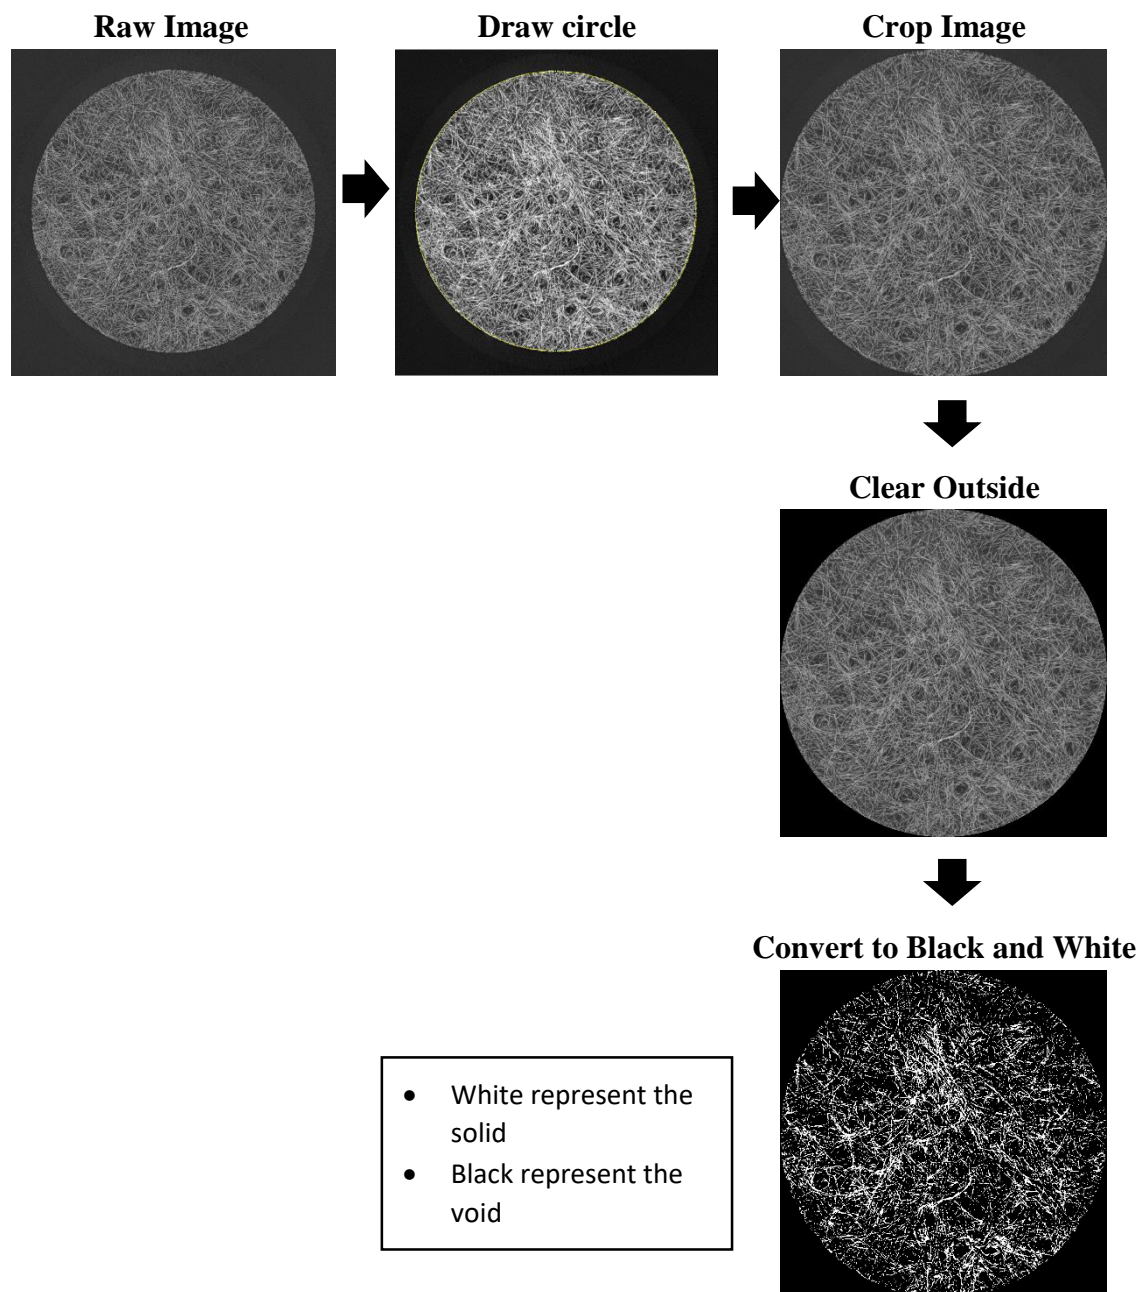 Raw Image
Draw circle
Crop Image
Clear Outside
Convert to Black and White
• White represent the
solid
• Black represent the
void